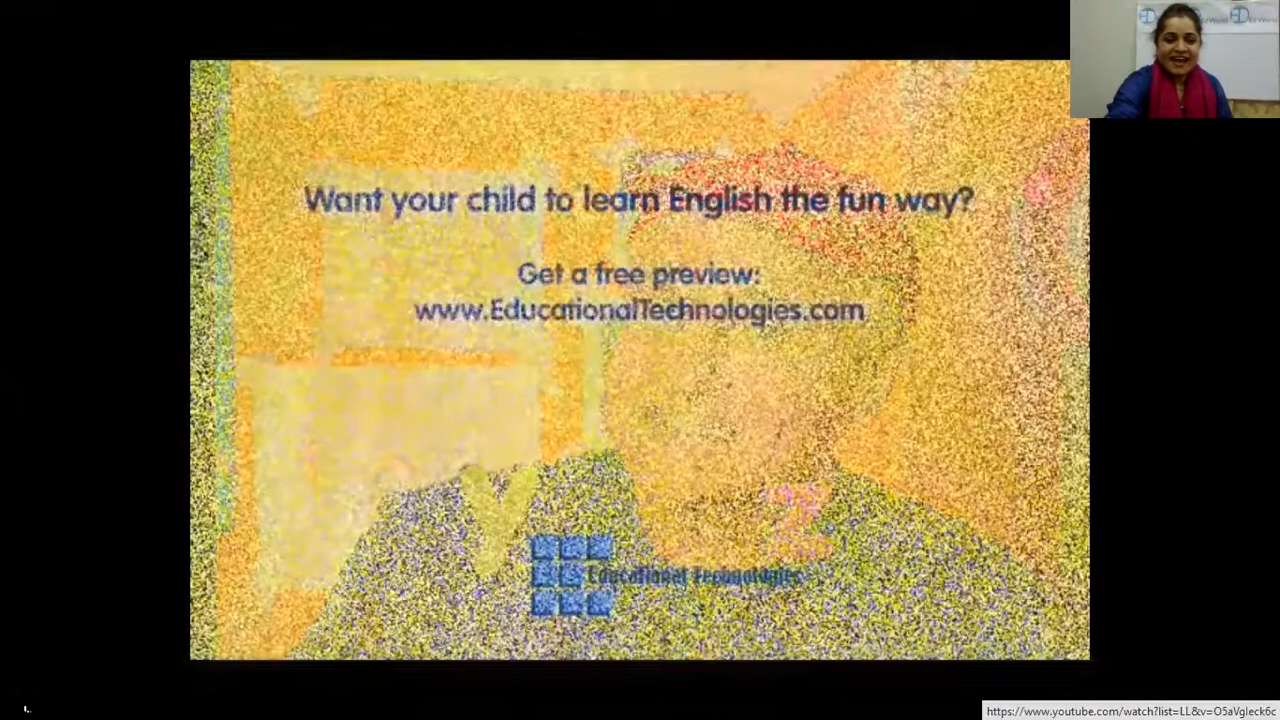 Want your child to learn English the fun way?
Get a free preview:
www.EducationalTechnologies.com
Educational Technologies
https://www.youtube.com/watch?list=LL&v=O5aVgIeck6c